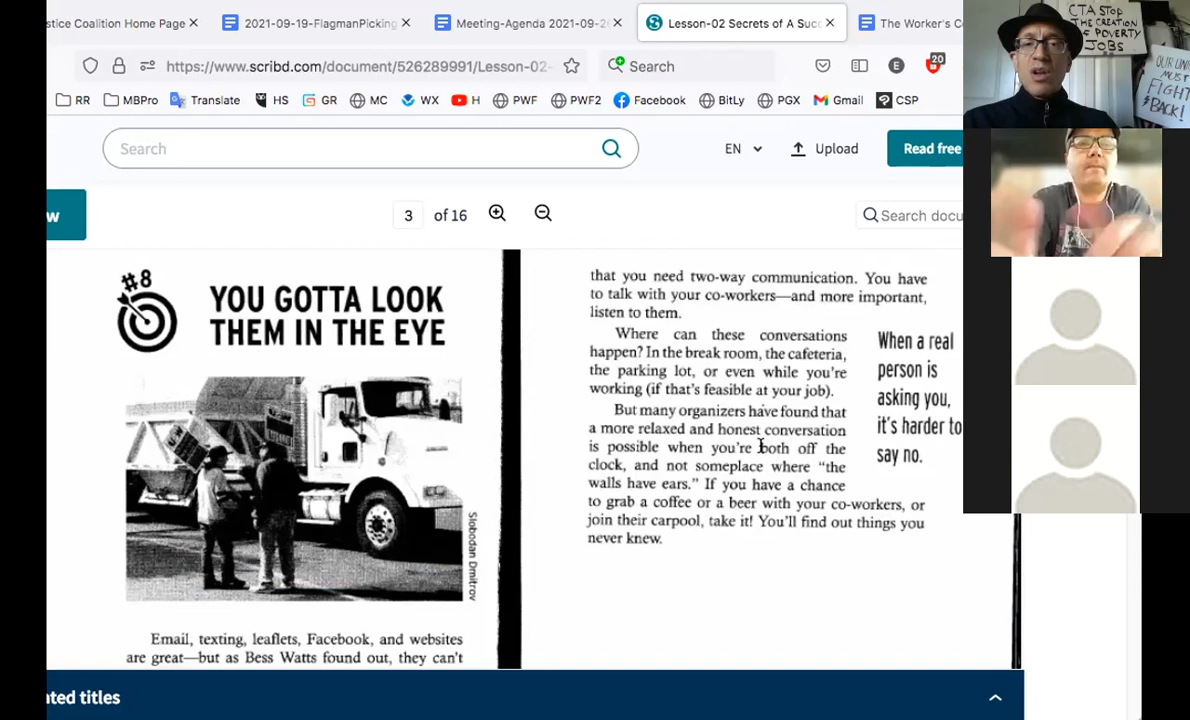 stice Coalition Home Page
2021-09-19-FlagmanPicking
Meeting-Agenda 2021-09-2
Lesson-02 Secrets of A Succ
The Worker's C
https://www.scribd.com/document/526289991/Lesson-02-
Search
E
20
RR
MBPro
Translate
HS
GR
MC
WX
H
PWF
PWF2
Facebook
BitLy
PGX
Gmail
CSP
Search
EN
Upload
Read free
w
3 of 16
Search docu
#8
YOU GOTTA LOOK
THEM IN THE EYE
Slobodan Dmitrov
Email, texting, leaflets, Facebook, and websites
are great—but as Bess Watts found out, they can't
that you need two-way communication. You have
to talk with your co-workers—and more important,
listen to them.
Where can these conversations
happen? In the break room, the cafeteria,
the parking lot, or even while you're
working (if that's feasible at your job).
But many organizers have found that
a more relaxed and honest conversation
is possible when you're both off the
clock, and not someplace where "the
walls have ears." If you have a chance
to grab a coffee or a beer with your co-workers, or
join their carpool, take it! You'll find out things you
never knew.
When a real
person is
asking you,
it's harder to
say no.
ated titles
CTA STOP
THE CREATION
OF POVERTY
JOBS
OUR UNI
MUST
FIGHT
BACK!